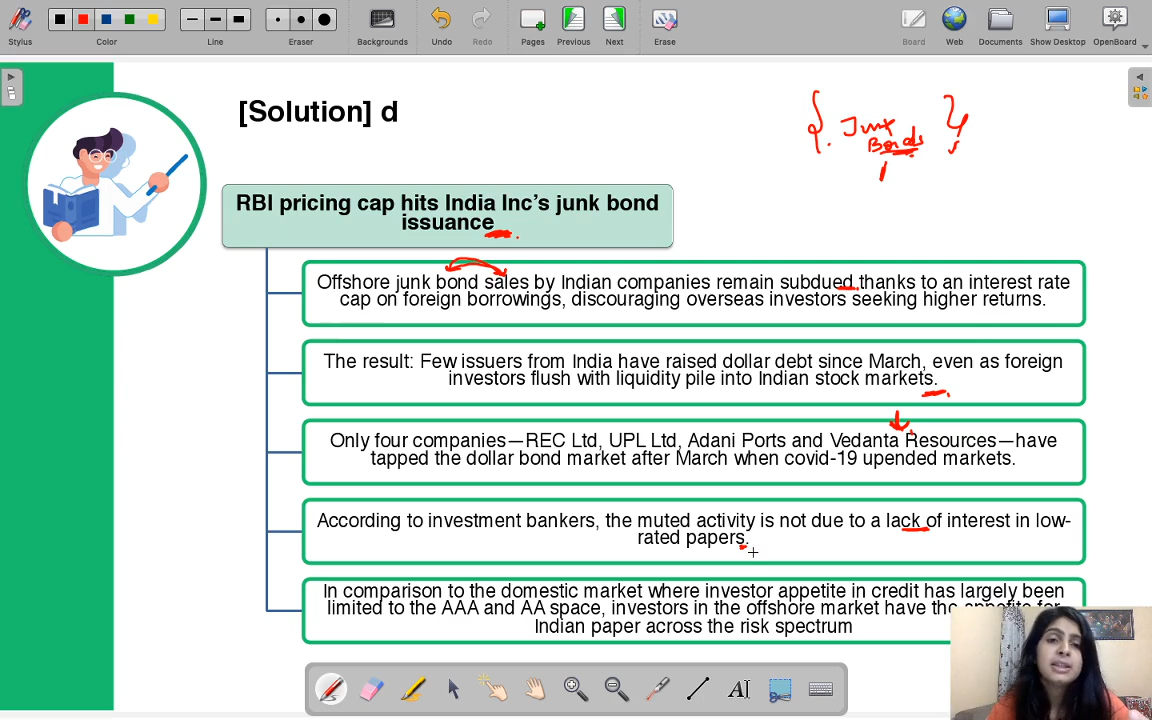 Stylus
Color
Line
Eraser
Backgrounds
Undo
Redo
Pages
Previous
Next
Erase
Board
Web
Documents
Show Desktop
OpenBoard
[Solution] d
{ Junk
Bonds }
RBI pricing cap hits India Inc's junk bond
issuance
Offshore junk bond sales by Indian companies remain subdued thanks to an interest rate
cap on foreign borrowings, discouraging overseas investors seeking higher returns.
The result: Few issuers from India have raised dollar debt since March, even as foreign
investors flush with liquidity pile into Indian stock markets.
Only four companies—REC Ltd, UPL Ltd, Adani Ports and Vedanta Resources—have
tapped the dollar bond market after March when covid-19 upended markets.
According to investment bankers, the muted activity is not due to a lack of interest in low-
rated papers.
In comparison to the domestic market where investor appetite in credit has largely been
limited to the AAA and AA space, investors in the offshore market have the appetite for
Indian paper across the risk spectrum